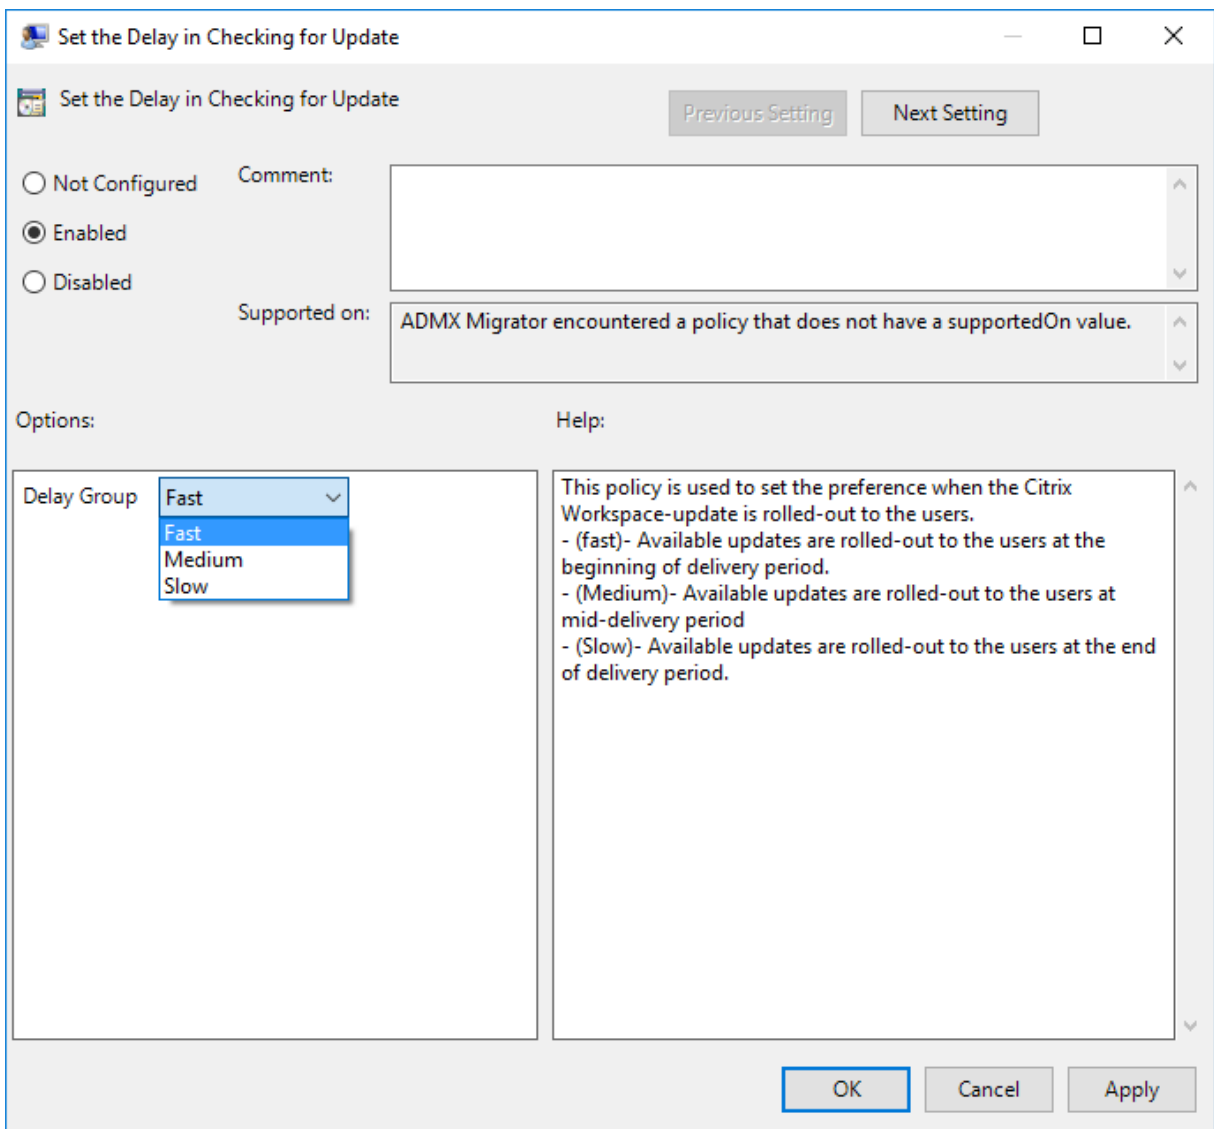 Set the Delay in Checking for Update
Set the Delay in Checking for Update
Previous Setting
Next Setting
Not Configured
Enabled
Disabled
Comment:
Supported on:
ADMX Migrator encountered a policy that does not have a supportedOn value.
Options:
Help:
Delay Group
Fast
Fast
Medium
Slow
This policy is used to set the preference when the Citrix
Workspace-update is rolled-out to the users.
- (fast)- Available updates are rolled-out to the users at the
beginning of delivery period.
- (Medium)- Available updates are rolled-out to the users at
mid-delivery period
- (Slow)- Available updates are rolled-out to the users at the end
of delivery period.
OK
Cancel
Apply